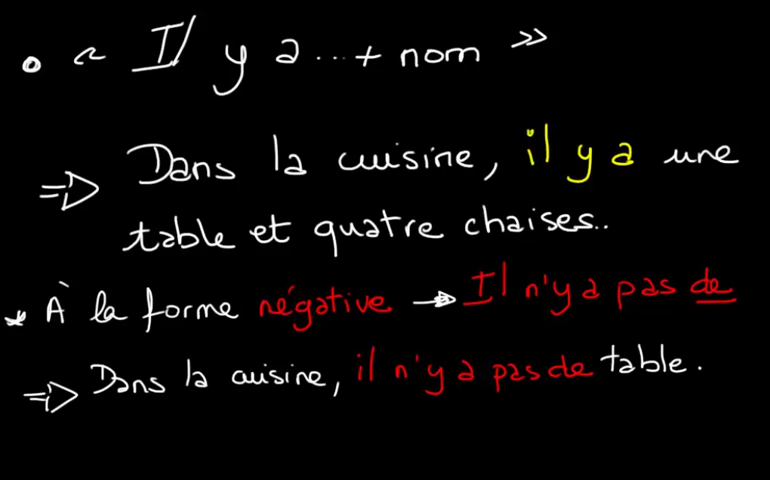 • « Il y a...+ nom »
⇒ Dans la cuisine, il y a une
table et quatre chaises..
* À la forme négative → Il n'y a pas de
⇒ Dans la cuisine, il n'y a pas de table.